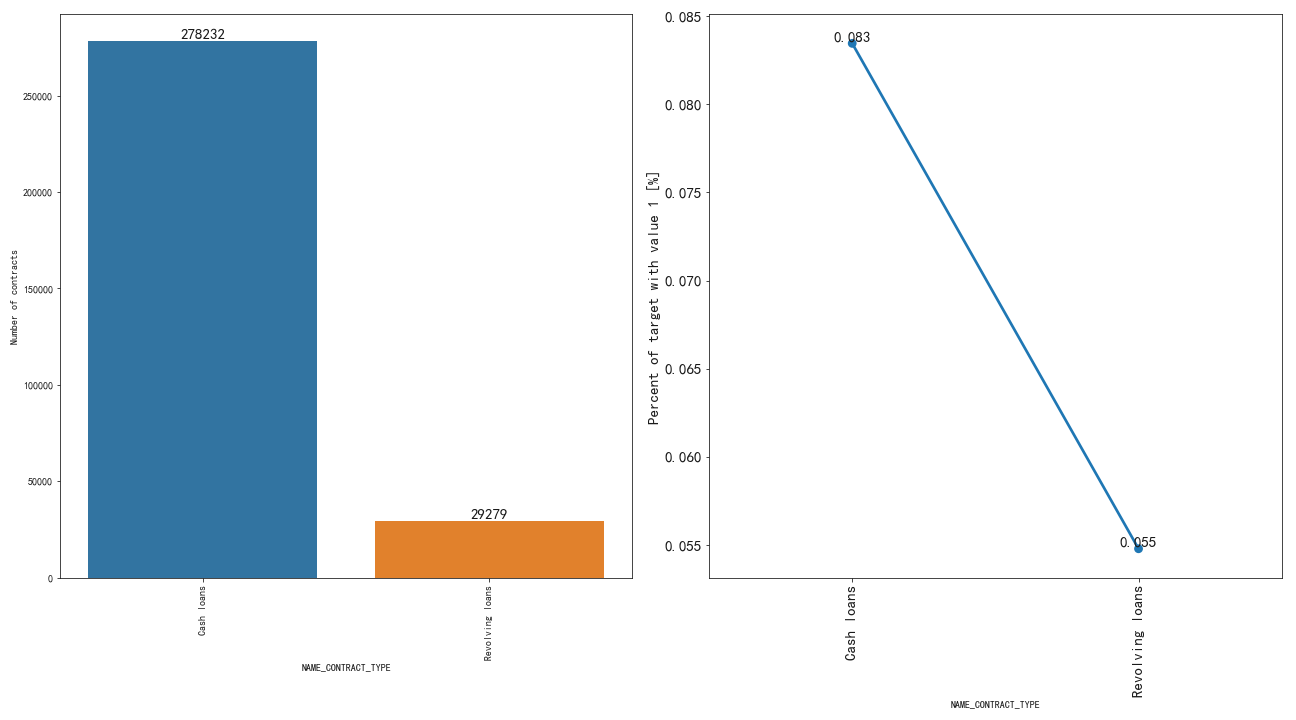 278232
29279
250000
200000
150000
100000
50000
0
Number of contracts
Cash loans
Revolving loans
NAME_CONTRACT_TYPE
0.083
0.055
0.085
0.080
0.075
0.070
0.065
0.060
0.055
Percent of target with value 1 [%]
Cash loans
Revolving loans
NAME_CONTRACT_TYPE